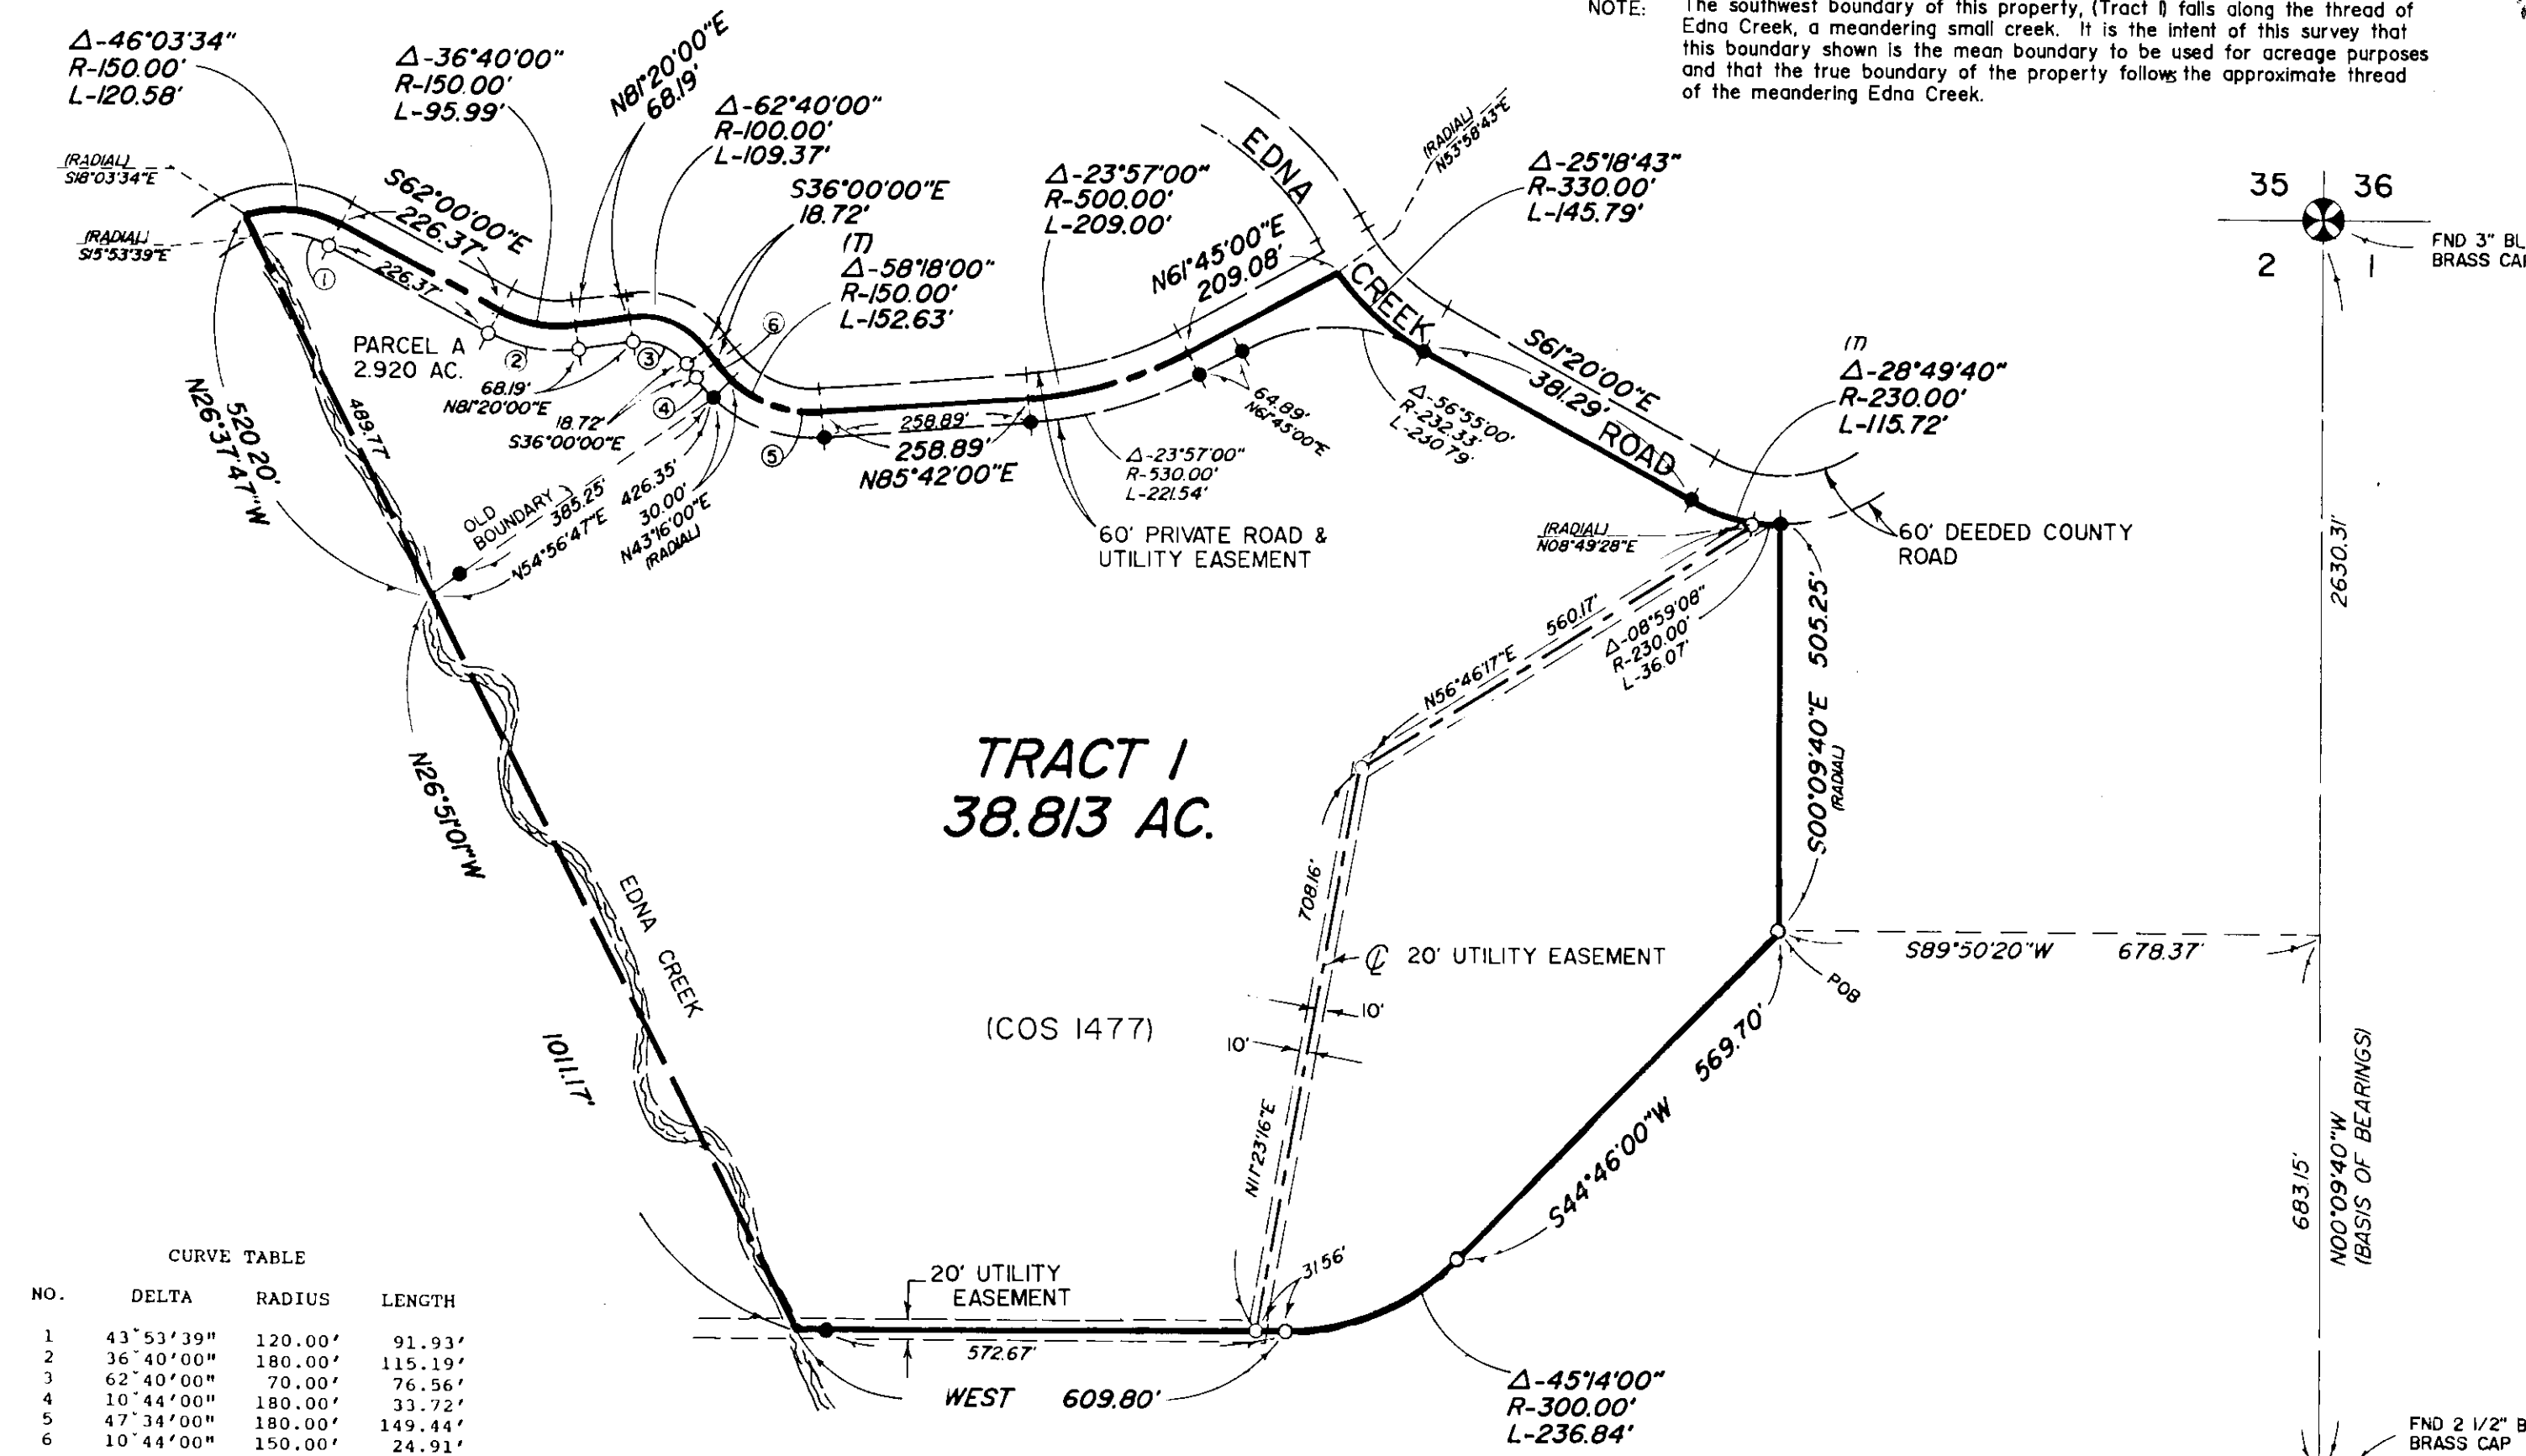 NOTE: The southwest boundary of this property, (Tract I) falls along the thread of
Edna Creek, a meandering small creek. It is the intent of this survey that
this boundary shown is the mean boundary to be used for acreage purposes
and that the true boundary of the property follows the approximate thread
of the meandering Edna Creek.
Δ-46°03'34"
R-150.00'
L-120.58'
Δ-36°40'00"
R-150.00'
L-95.99'
N81°20'00"E
68.19'
Δ-62°40'00"
R-100.00'
L-109.37'
S36°00'00"E
18.72'
(T)
Δ-58°18'00"
R-150.00'
L-152.63'
Δ-23°57'00"
R-500.00'
L-209.00'
N61°45'00"E
209.08'
EDNA
CREEK
ROAD
(RADIAL)
N53°58'43"E
Δ-25°18'43"
R-330.00'
L-145.79'
35 36
2 1
FND 3" BL
BRASS CAP
(RADIAL)
S18°03'34"E
(RADIAL)
S15°53'39"E
S62°00'00"E
226.37'
226.37'
1
2
3
4
5
6
PARCEL A
2.920 AC.
68.19'
N81°20'00"E
18.72'
S36°00'00"E
258.89'
258.89'
N85°42'00"E
64.89'
N61°45'00"E
Δ-23°57'00"
R-530.00'
L-221.54'
Δ-56°55'00"
R-232.33'
L-230.79'
S61°20'00"E
381.29'
(T)
Δ-28°49'40"
R-230.00'
L-115.72'
60' PRIVATE ROAD &
UTILITY EASEMENT
(RADIAL)
N08°49'28"E
60' DEEDED COUNTY
ROAD
520.20'
N26°37'47"W
489.77'
OLD
BOUNDARY
385.25'
426.35'
N54°56'47"E
30.00'
N43°16'00"E
(RADIAL)
N56°46'17"E 560.17'
Δ-08°59'08"
R-230.00'
L-36.07'
S00°09'40"E 505.25'
(RADIAL)
2630.31'
TRACT I
38.813 AC.
N26°51'01"W
1011.17'
EDNA CREEK
708.16'
N11°23'16"E
℄ 20' UTILITY EASEMENT
10'
10'
(COS 1477)
S89°50'20"W 678.37'
POB
569.70'
S44°46'00"W
683.15'
N00°09'40"W
(BASIS OF BEARINGS)
20' UTILITY
EASEMENT
31.56'
572.67'
WEST 609.80'
Δ-45°14'00"
R-300.00'
L-236.84'
FND 2 1/2" B
BRASS CAP
CURVE TABLE
NO. DELTA RADIUS LENGTH
1 43°53'39" 120.00' 91.93'
2 36°40'00" 180.00' 115.19'
3 62°40'00" 70.00' 76.56'
4 10°44'00" 180.00' 33.72'
5 47°34'00" 180.00' 149.44'
6 10°44'00" 150.00' 24.91'